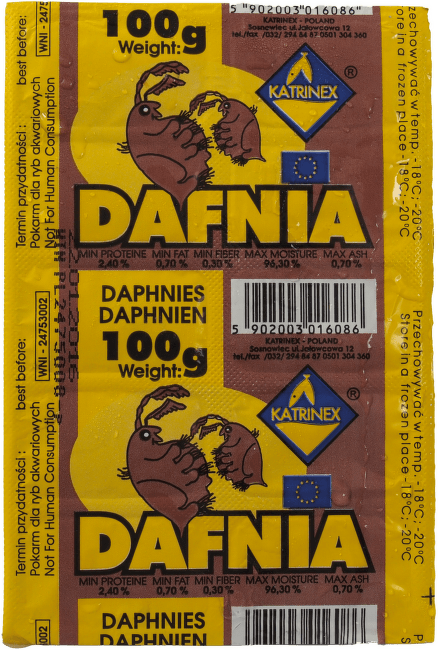 5 902003 016086
100g
Weight:
KATRINEX - POLAND
Sosnowiec ul.Jałowcowa 12
tel./fax /032/ 294 84 87 0501 304 360
KATRINEX
®
DAFNIA
MIN PROTEINE MIN FAT MIN FIBER MAX MOISTURE MAX ASH
2,40 % 0,70 % 0,30 % 96,30 % 0,70 %
DAPHNIES
DAPHNIEN
5 902003 016086
100g
Weight:
KATRINEX - POLAND
Sosnowiec ul.Jałowcowa 12
tel./fax /032/ 294 84 87 0501 304 360
KATRINEX
®
DAFNIA
MIN PROTEINE MIN FAT MIN FIBER MAX MOISTURE MAX ASH
2,40 % 0,70 % 0,30 % 96,30 % 0,70 %
DAPHNIES
DAPHNIEN
Termin przydatności : best before:
Pokarm dla ryb akwariowych
Not For Human Consumption
WNI - 2475
Termin przydatności : best before:
Pokarm dla ryb akwariowych
Not For Human Consumption
WNI - 24753002
002
zechowywać w temp. -18°C; -20°C
ore in a frozen place -18°C; -20°C
Przechowywać w temp. -18°C; -20°C
Store in a frozen place -18°C; -20°C
P
S